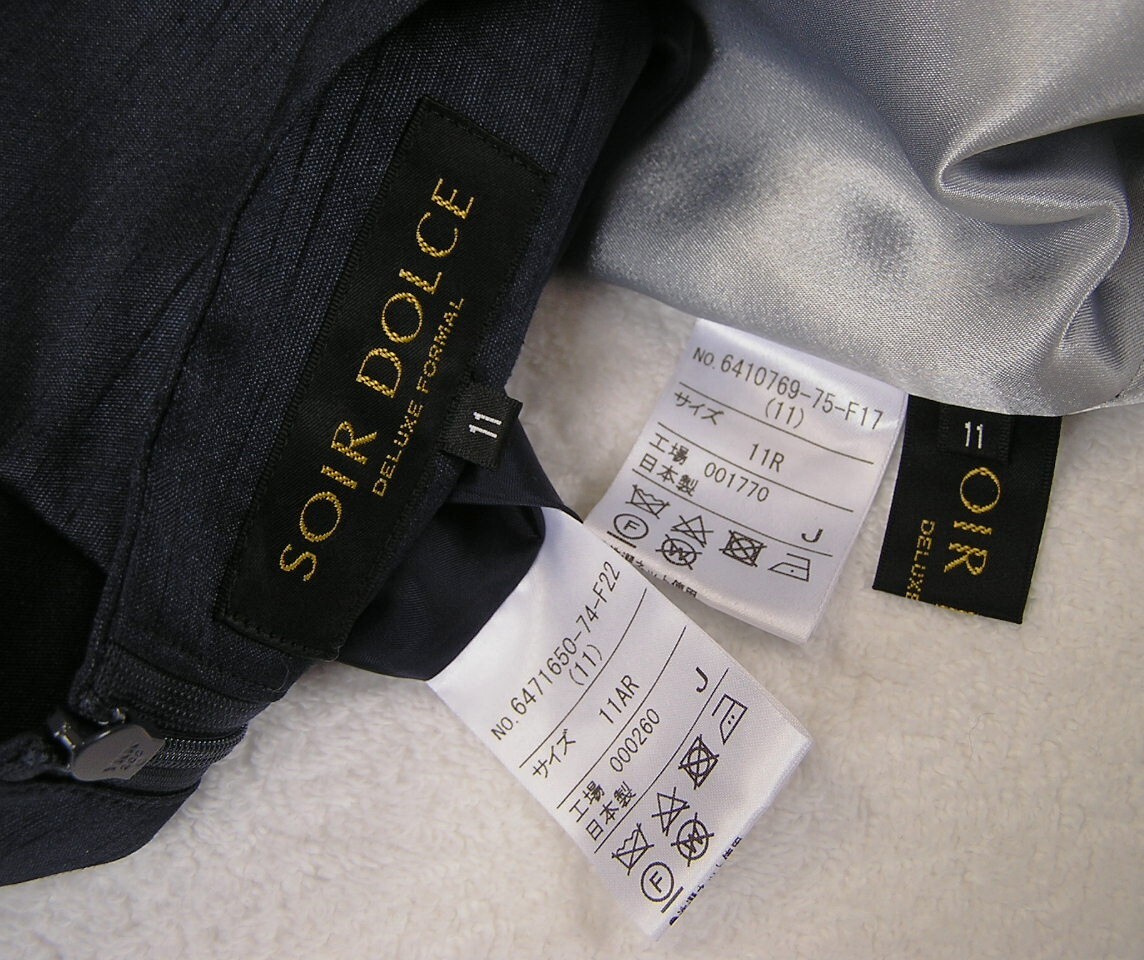 SOIR DOLCE
DELUXE FORMAL
11
NO.6410769-75-F17
(11)
サイズ 11R
工場 001770
日本製
J
F
W
11
OIR
DELUXE
NO.6471650-74-F22
(11)
サイズ 11AR
工場 000260
日本製
J
F
W